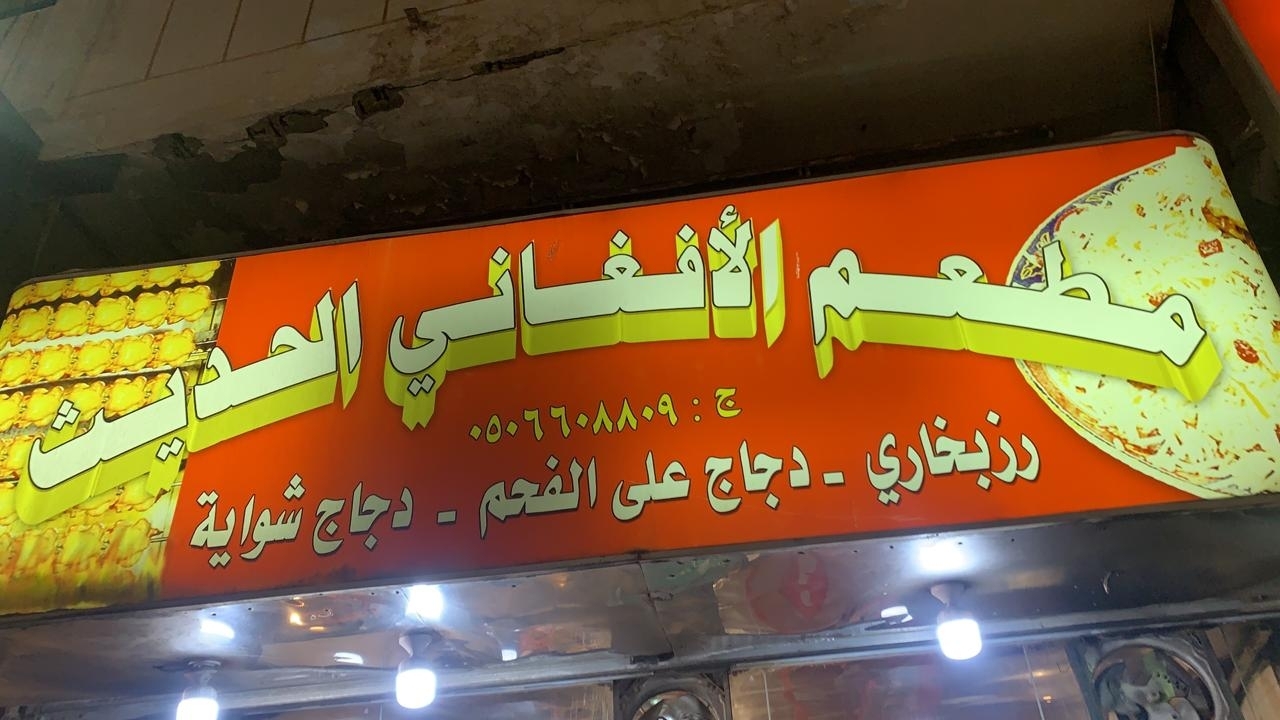 مطعم الأفغاني الحديث
ج : ٠٥٠٦٦٠٨٨٠٩
رزبخاري - دجاج على الفحم - دجاج شواية